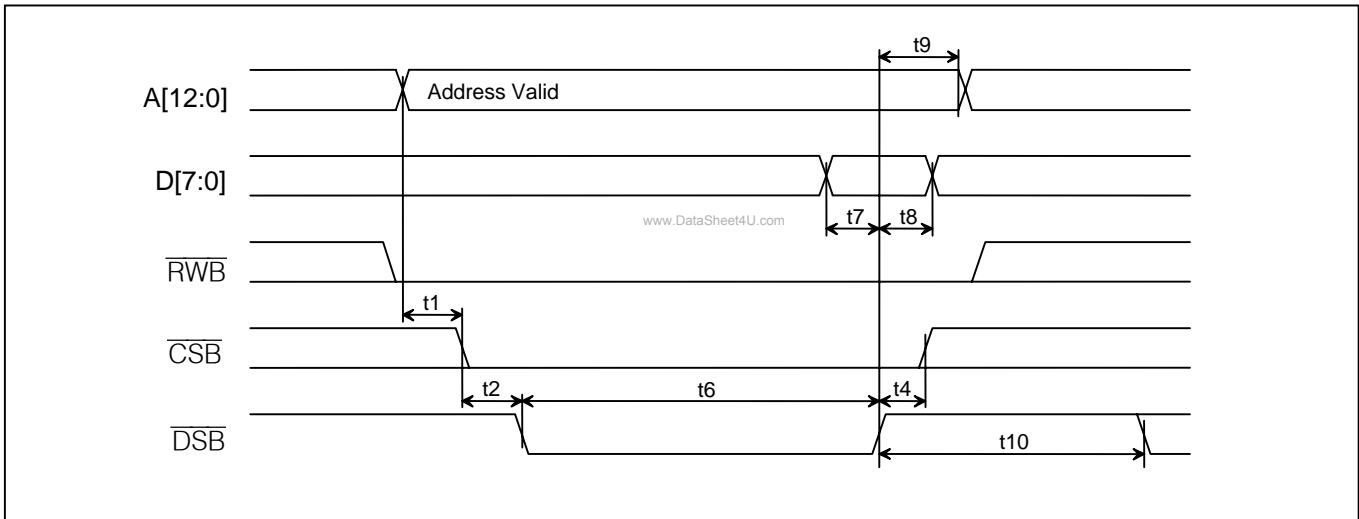 t9
A[12:0]
Address Valid
D[7:0]
www.DataSheet4U.com
t7
t8
RWB
t1
CSB
t2
t6
t4
DSB
t10